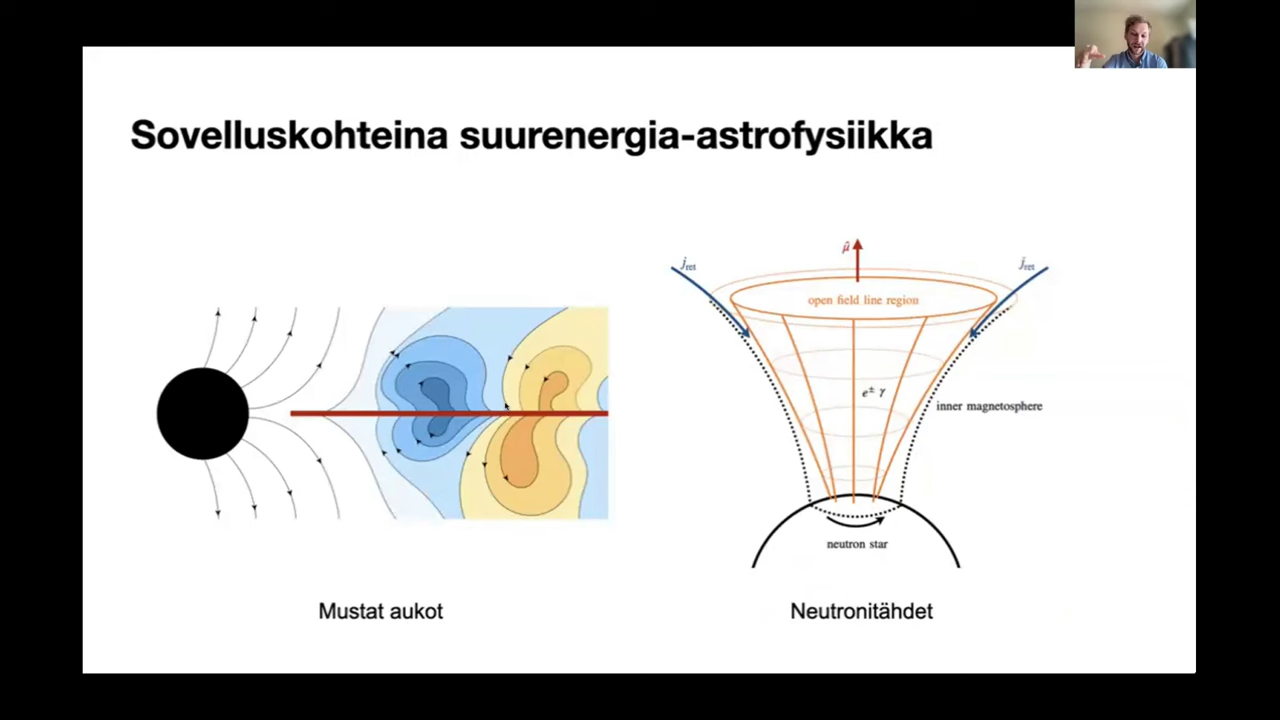 Sovelluskohteina suurenergia-astrofysiikka
μ̂
j_ret
j_ret
open field line region
e± γ
inner magnetosphere
neutron star
Mustat aukot
Neutronitähdet